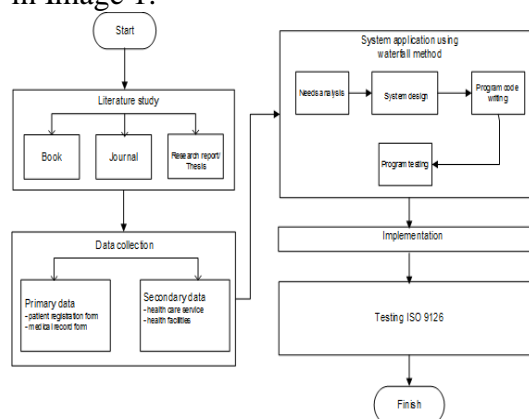 in Image 1.
Start
Literature study
Book
Journal
Research report/
Thesis
Data collection
Primary data
- patient registration form
- medical record form
Secondary data
- health care service
- health facilities
System application using
waterfall method
Needs analysis
System design
Program code
writing
Program testing
Implementation
Testing ISO 9126
Finish